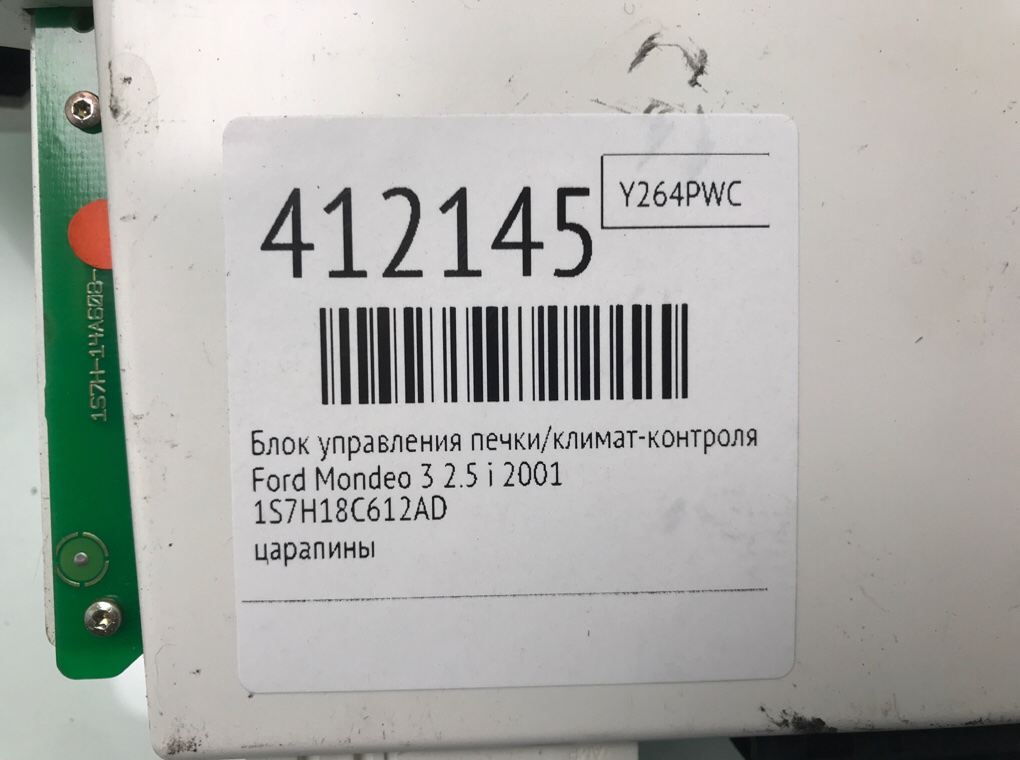 412145
Y264PWC
Блок управления печки/климат-контроля
Ford Mondeo 3 2.5 i 2001
1S7H18C612AD
царапины
1S7H-14A608-